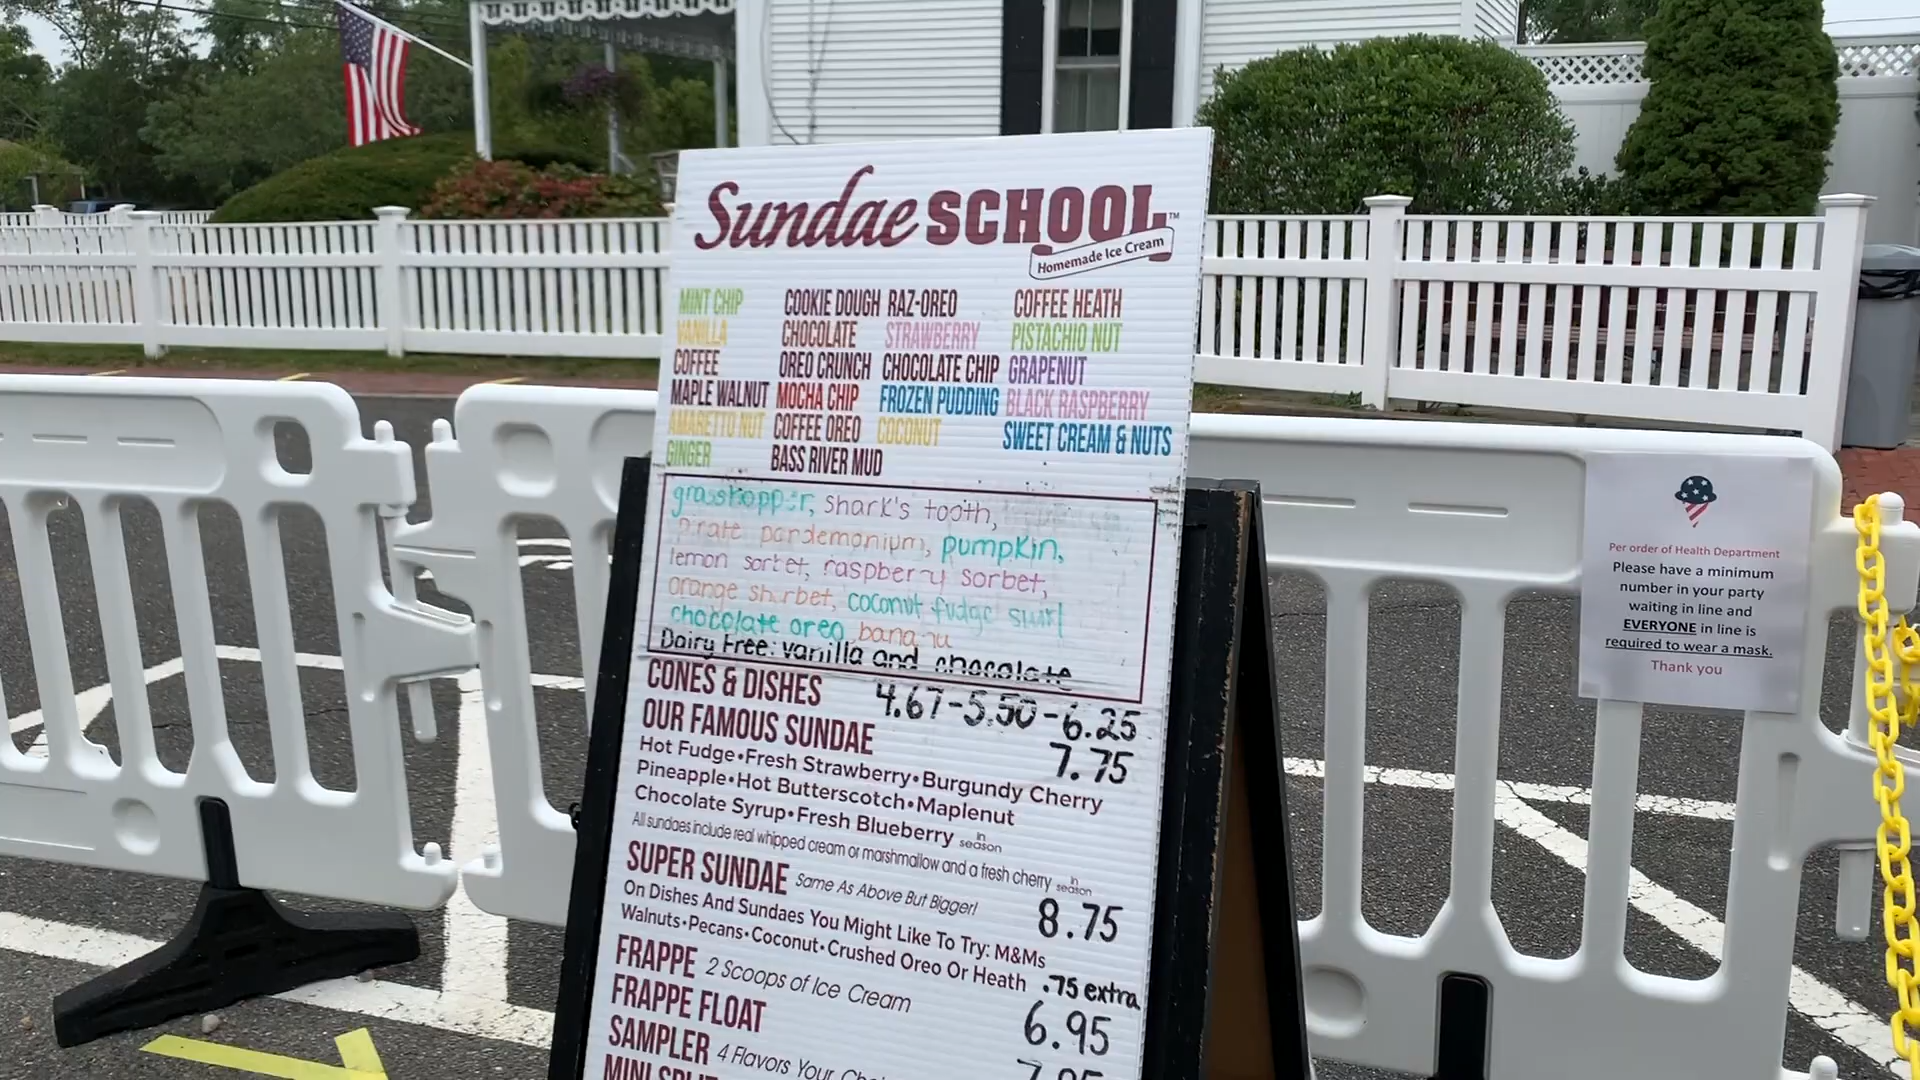 Sundae SCHOOL™
Homemade Ice Cream
MINT CHIP COOKIE DOUGH RAZ-OREO COFFEE HEATH
VANILLA CHOCOLATE STRAWBERRY PISTACHIO NUT
COFFEE OREO CRUNCH CHOCOLATE CHIP GRAPENUT
MAPLE WALNUT MOCHA CHIP FROZEN PUDDING BLACK RASPBERRY
AMARETTO NUT COFFEE OREO COCONUT SWEET CREAM & NUTS
GINGER BASS RIVER MUD
grasshopper, shark's tooth,
pirate pandemonium, pumpkin,
lemon sorbet, raspberry sorbet,
orange sherbet, coconut fudge swirl
chocolate oreo, banana
Dairy Free: vanilla and chocolate
CONES & DISHES 4.67-5.50-6.25
OUR FAMOUS SUNDAE 7.75
Hot Fudge•Fresh Strawberry•Burgundy Cherry
Pineapple•Hot Butterscotch•Maplenut
Chocolate Syrup•Fresh Blueberry in season
All sundaes include real whipped cream or marshmallow and a fresh cherry in season
SUPER SUNDAE Same As Above But Bigger! 8.75
On Dishes And Sundaes You Might Like To Try: M&Ms
Walnuts•Pecans•Coconut•Crushed Oreo Or Heath .75 extra
FRAPPE 2 Scoops of Ice Cream 6.95
FRAPPE FLOAT
SAMPLER 4 Flavors Your
Per order of Health Department
Please have a minimum
number in your party
waiting in line and
EVERYONE in line is
required to wear a mask.
Thank you